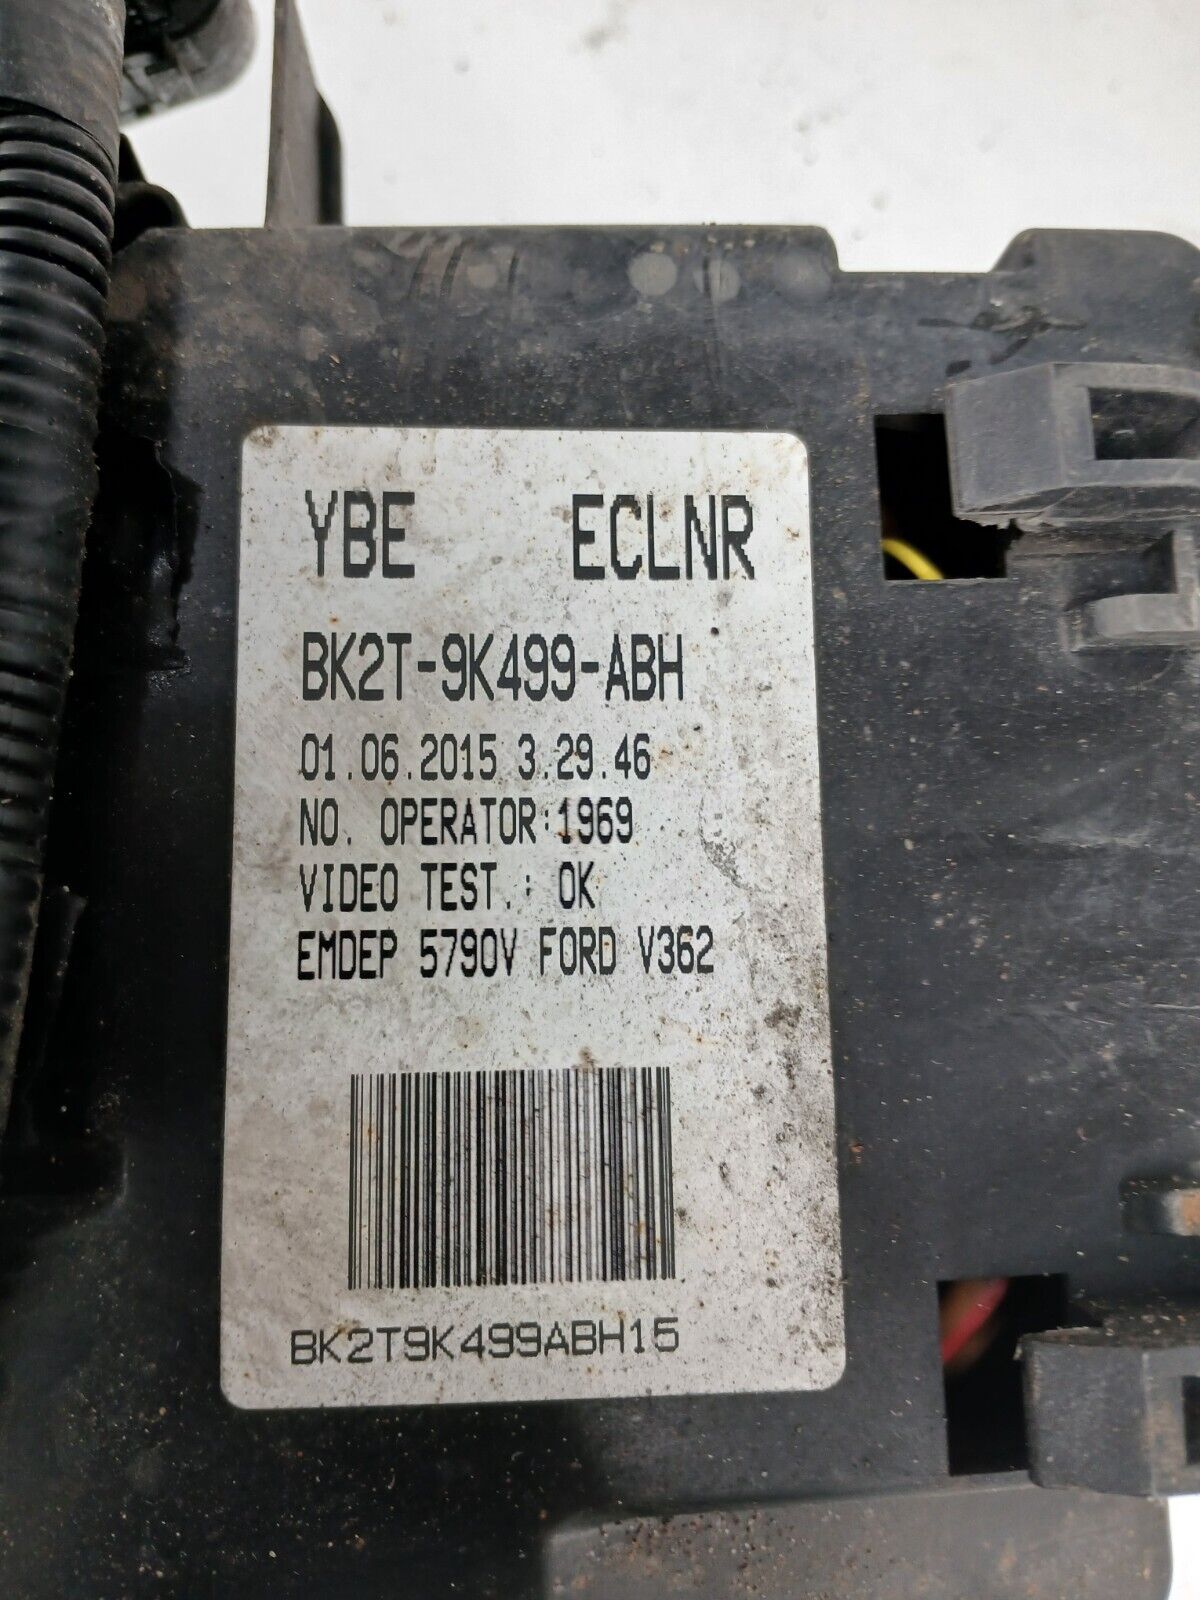 YBE ECLNR
BK2T-9K499-ABH
01.06.2015 3.29.46
NO. OPERATOR:1969
VIDEO TEST.: OK
EMDEP 5790V FORD V362
BK2T9K499ABH15